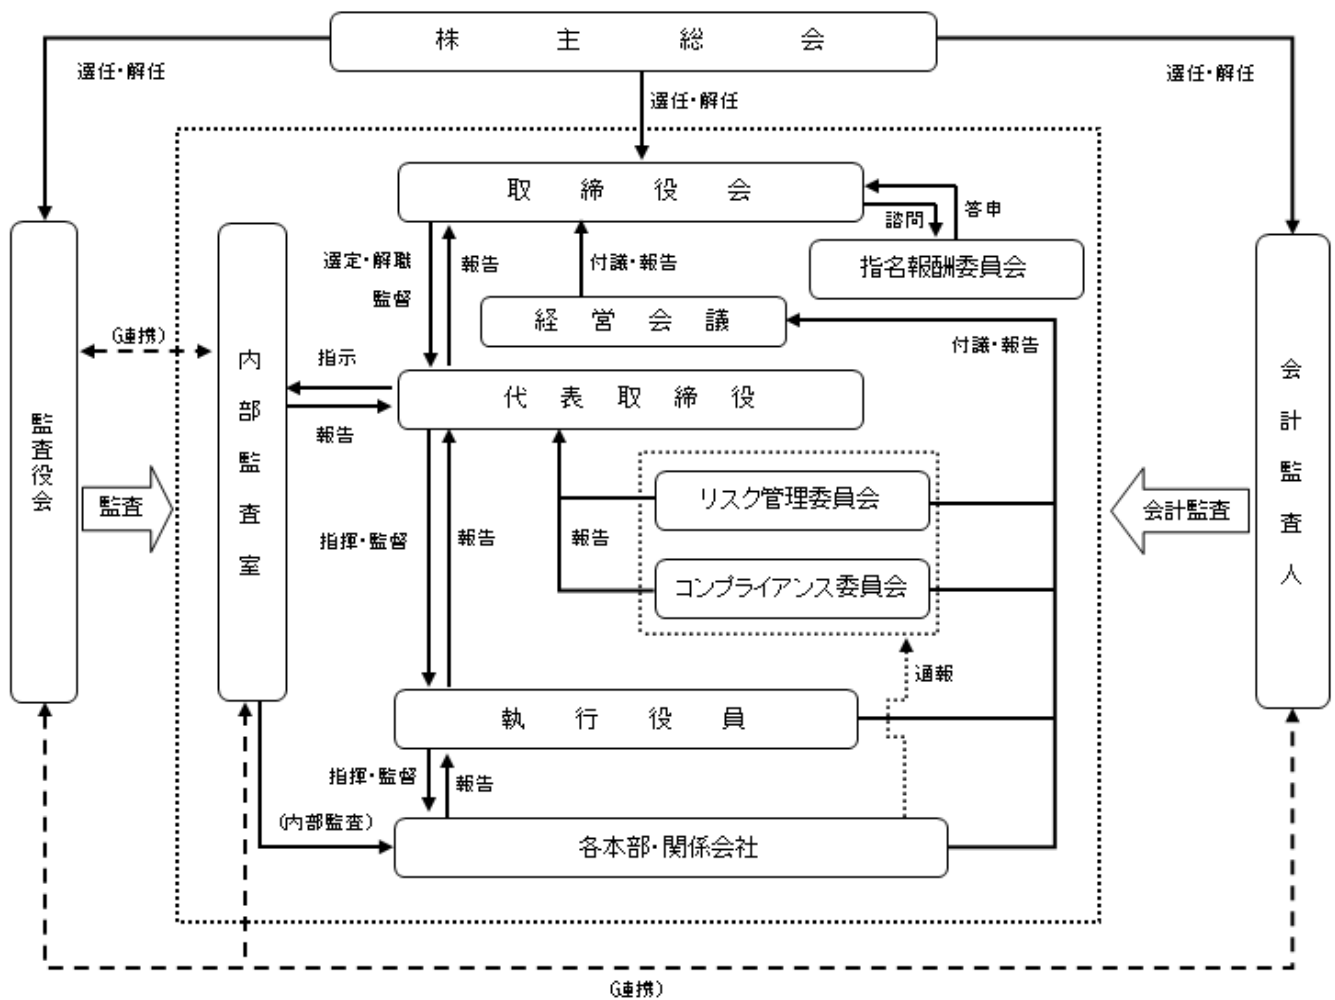 株主総会
選任・解任
選任・解任
選任・解任
取締役会
答申
諮問
指名報酬委員会
選定・解職
監督
報告
付議・報告
経営会議
付議・報告
(連携)
内部監査室
指示
報告
代表取締役
監査役会
監査
会計監査人
会計監査
リスク管理委員会
コンプライアンス委員会
報告
指揮・監督
報告
通報
執行役員
指揮・監督
報告
(内部監査)
各本部・関係会社
(連携)